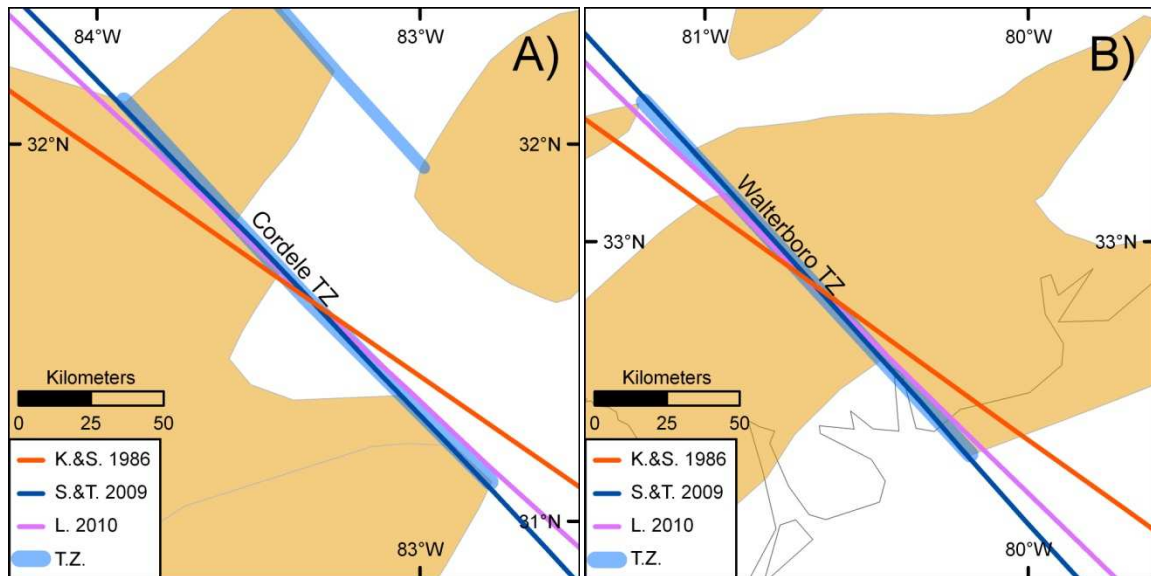 84°W
83°W
A)
32°N
32°N
Cordele TZ
Kilometers
0 25 50
K.&S. 1986
S.&T. 2009
L. 2010
T.Z.
31°N
83°W
81°W
80°W
B)
33°N
33°N
Walterboro TZ
Kilometers
0 25 50
K.&S. 1986
S.&T. 2009
L. 2010
T.Z.
80°W